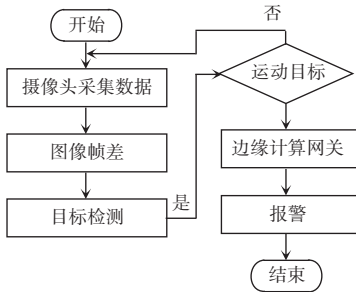 开始
摄像头采集数据
图像帧差
目标检测
是
否
运动目标
边缘计算网关
报警
结束